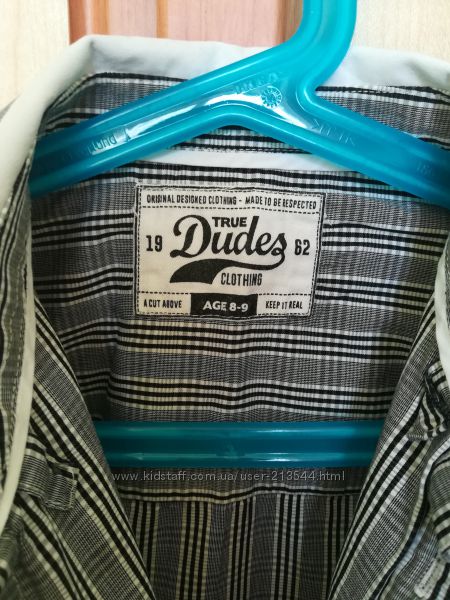 ORIGINAL DESIGNED CLOTHING - MADE TO BE RESPECTED
TRUE
19 Dudes 62
CLOTHING
A CUT ABOVE AGE 8-9 KEEP IT REAL
www.kidstaff.com.ua/user-213544.html